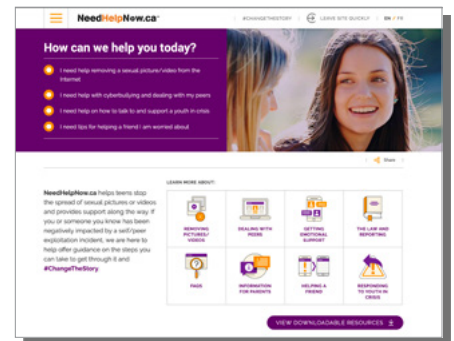 NeedHelpNow.ca
#CHANGETHESTORY
LEAVE SITE QUICKLY
EN / FR
How can we help you today?
I need help removing a sexual picture/video from the
Internet
I need help with cyberbullying and dealing with my peers
I need help on how to talk to and support a youth in crisis
I need tips for helping a friend I am worried about
Share
NeedHelpNow.ca helps teens stop
the spread of sexual pictures or videos
and provides support along the way. If
you or someone you know has been
negatively impacted by a self/peer
exploitation incident, we are here to
help offer guidance on the steps you
can take to get through it and
#ChangeTheStory.
LEARN MORE ABOUT:
REMOVING
PICTURES/
VIDEOS
DEALING WITH
PEERS
GETTING
EMOTIONAL
SUPPORT
THE LAW AND
REPORTING
FAQS
INFORMATION
FOR PARENTS
HELPING A
FRIEND
RESPONDING
TO YOUTH IN
CRISIS
VIEW DOWNLOADABLE RESOURCES